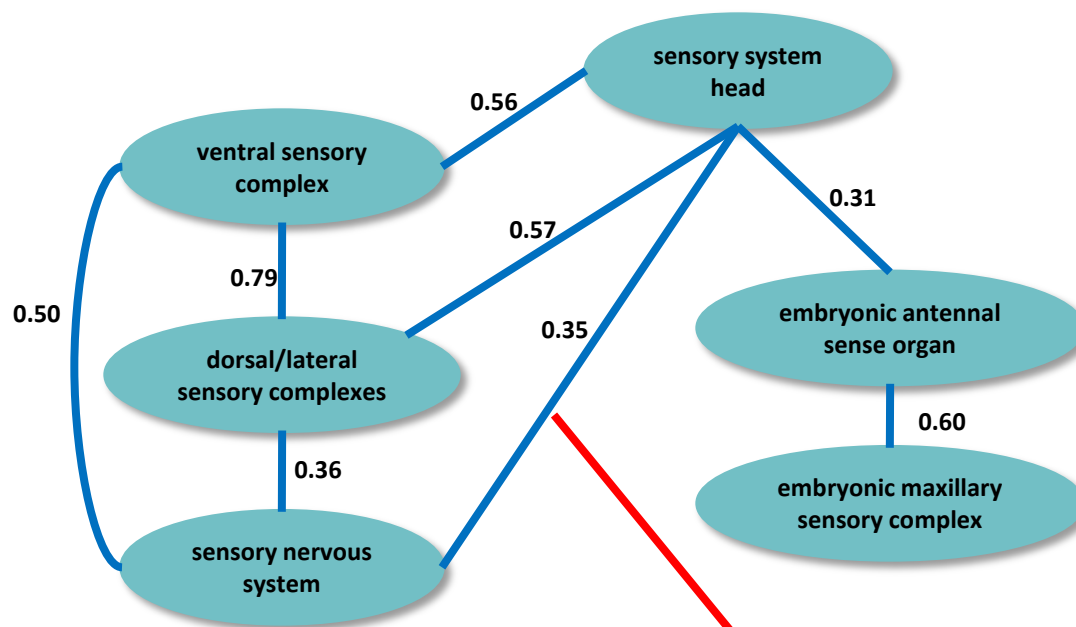 sensory system
head
0.56
ventral sensory
complex
0.31
0.57
0.79
0.50
0.35
embryonic antennal
sense organ
dorsal/lateral
sensory complexes
0.60
0.36
embryonic maxillary
sensory complex
sensory nervous
system